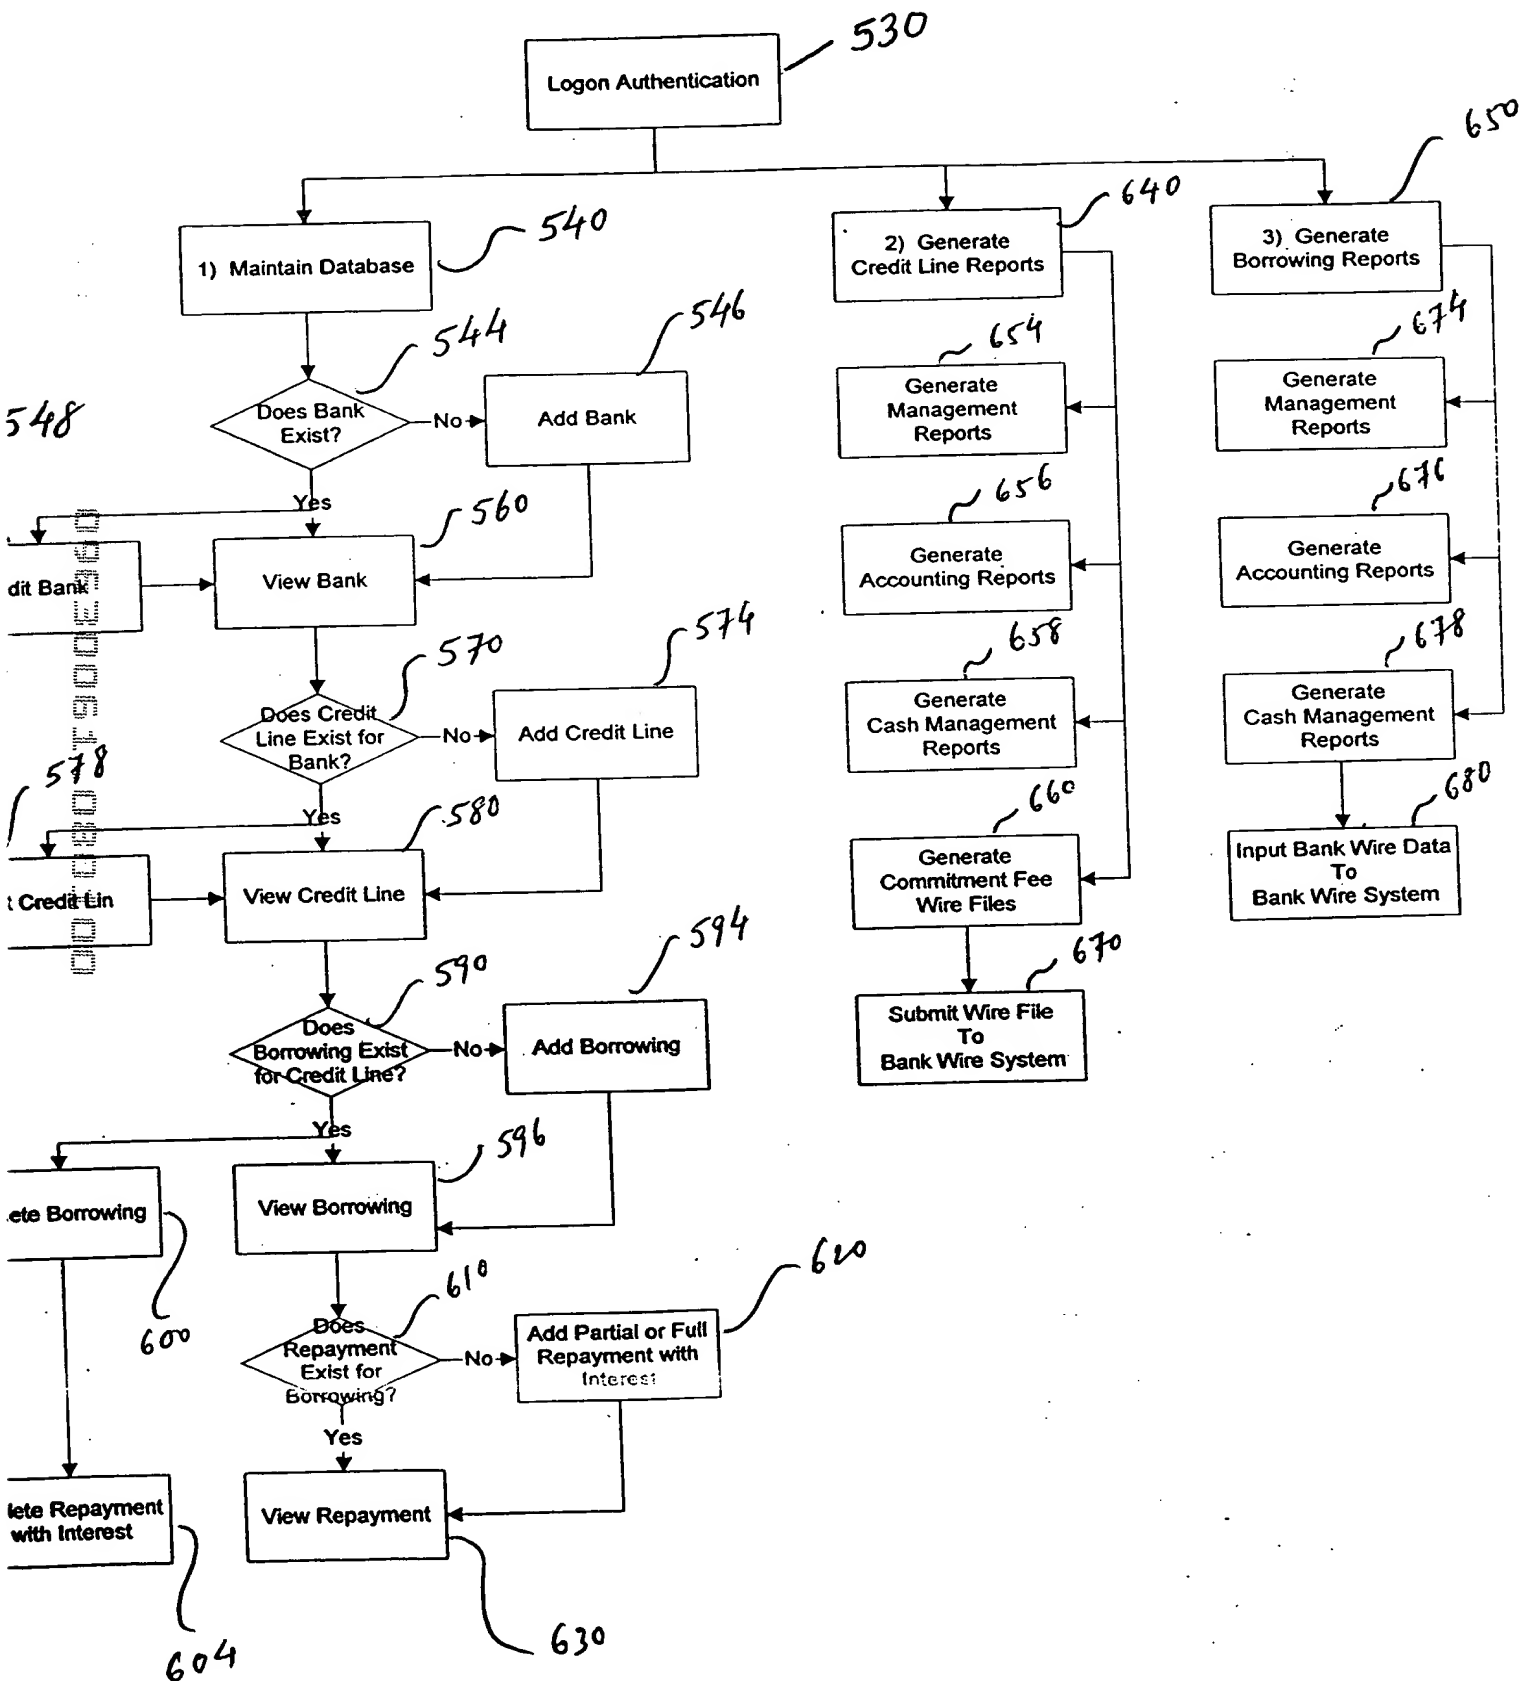 530
Logon Authentication
650
640
540
1) Maintain Database
2) Generate
Credit Line Reports
3) Generate
Borrowing Reports
544
546
654
674
548
Does Bank
Exist?
No
Add Bank
Generate
Management
Reports
Generate
Management
Reports
Yes
560
656
676
dit Bank
View Bank
Generate
Accounting Reports
Generate
Accounting Reports
570
574
658
678
Does Credit
Line Exist for
Bank?
No
Add Credit Line
Generate
Cash Management
Reports
Generate
Cash Management
Reports
578
Yes
580
660
680
t Credit Lin
View Credit Line
Generate
Commitment Fee
Wire Files
Input Bank Wire Data
To
Bank Wire System
590
594
670
Does
Borrowing Exist
for Credit Line?
No
Add Borrowing
Submit Wire File
To
Bank Wire System
Yes
596
ete Borrowing
View Borrowing
600
610
620
Does
Repayment
Exist for
Borrowing?
No
Add Partial or Full
Repayment with
Interest
Yes
lete Repayment
with Interest
View Repayment
604
630